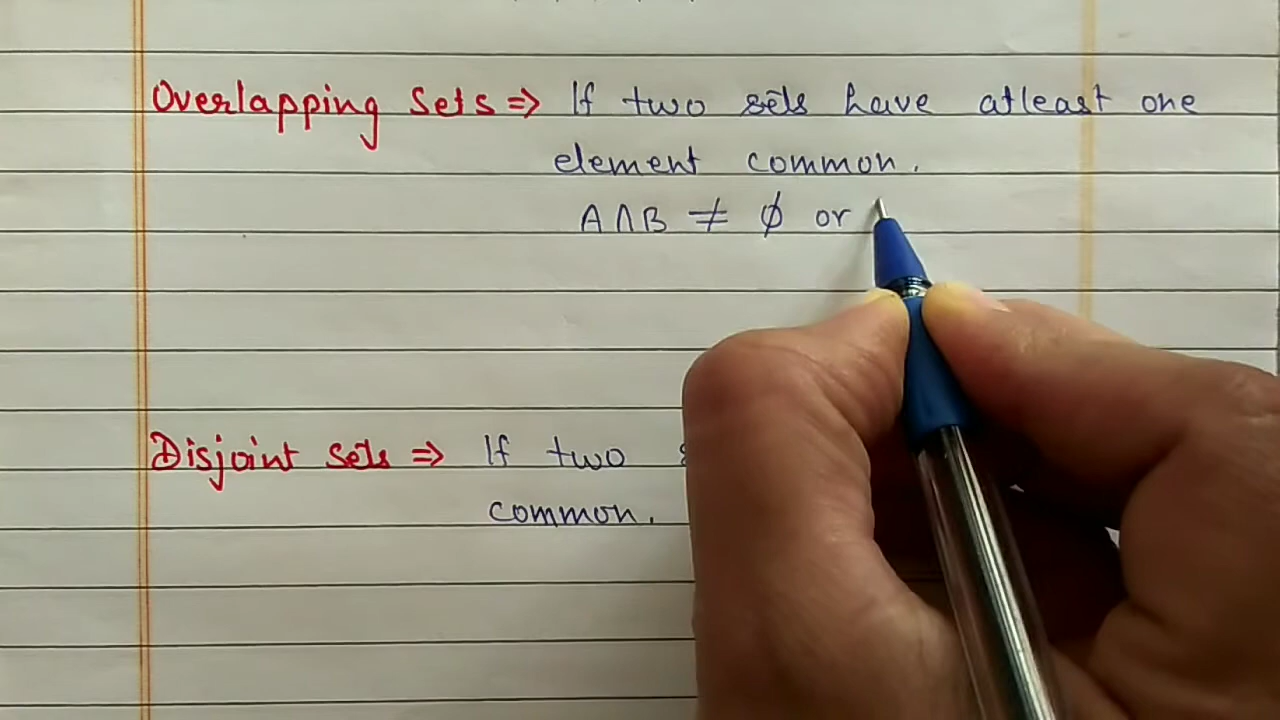 Overlapping Sets ⇒ If two sets have atleast one
element common.
A∩B ≠ ϕ or
Disjoint Sets ⇒ If two
common.